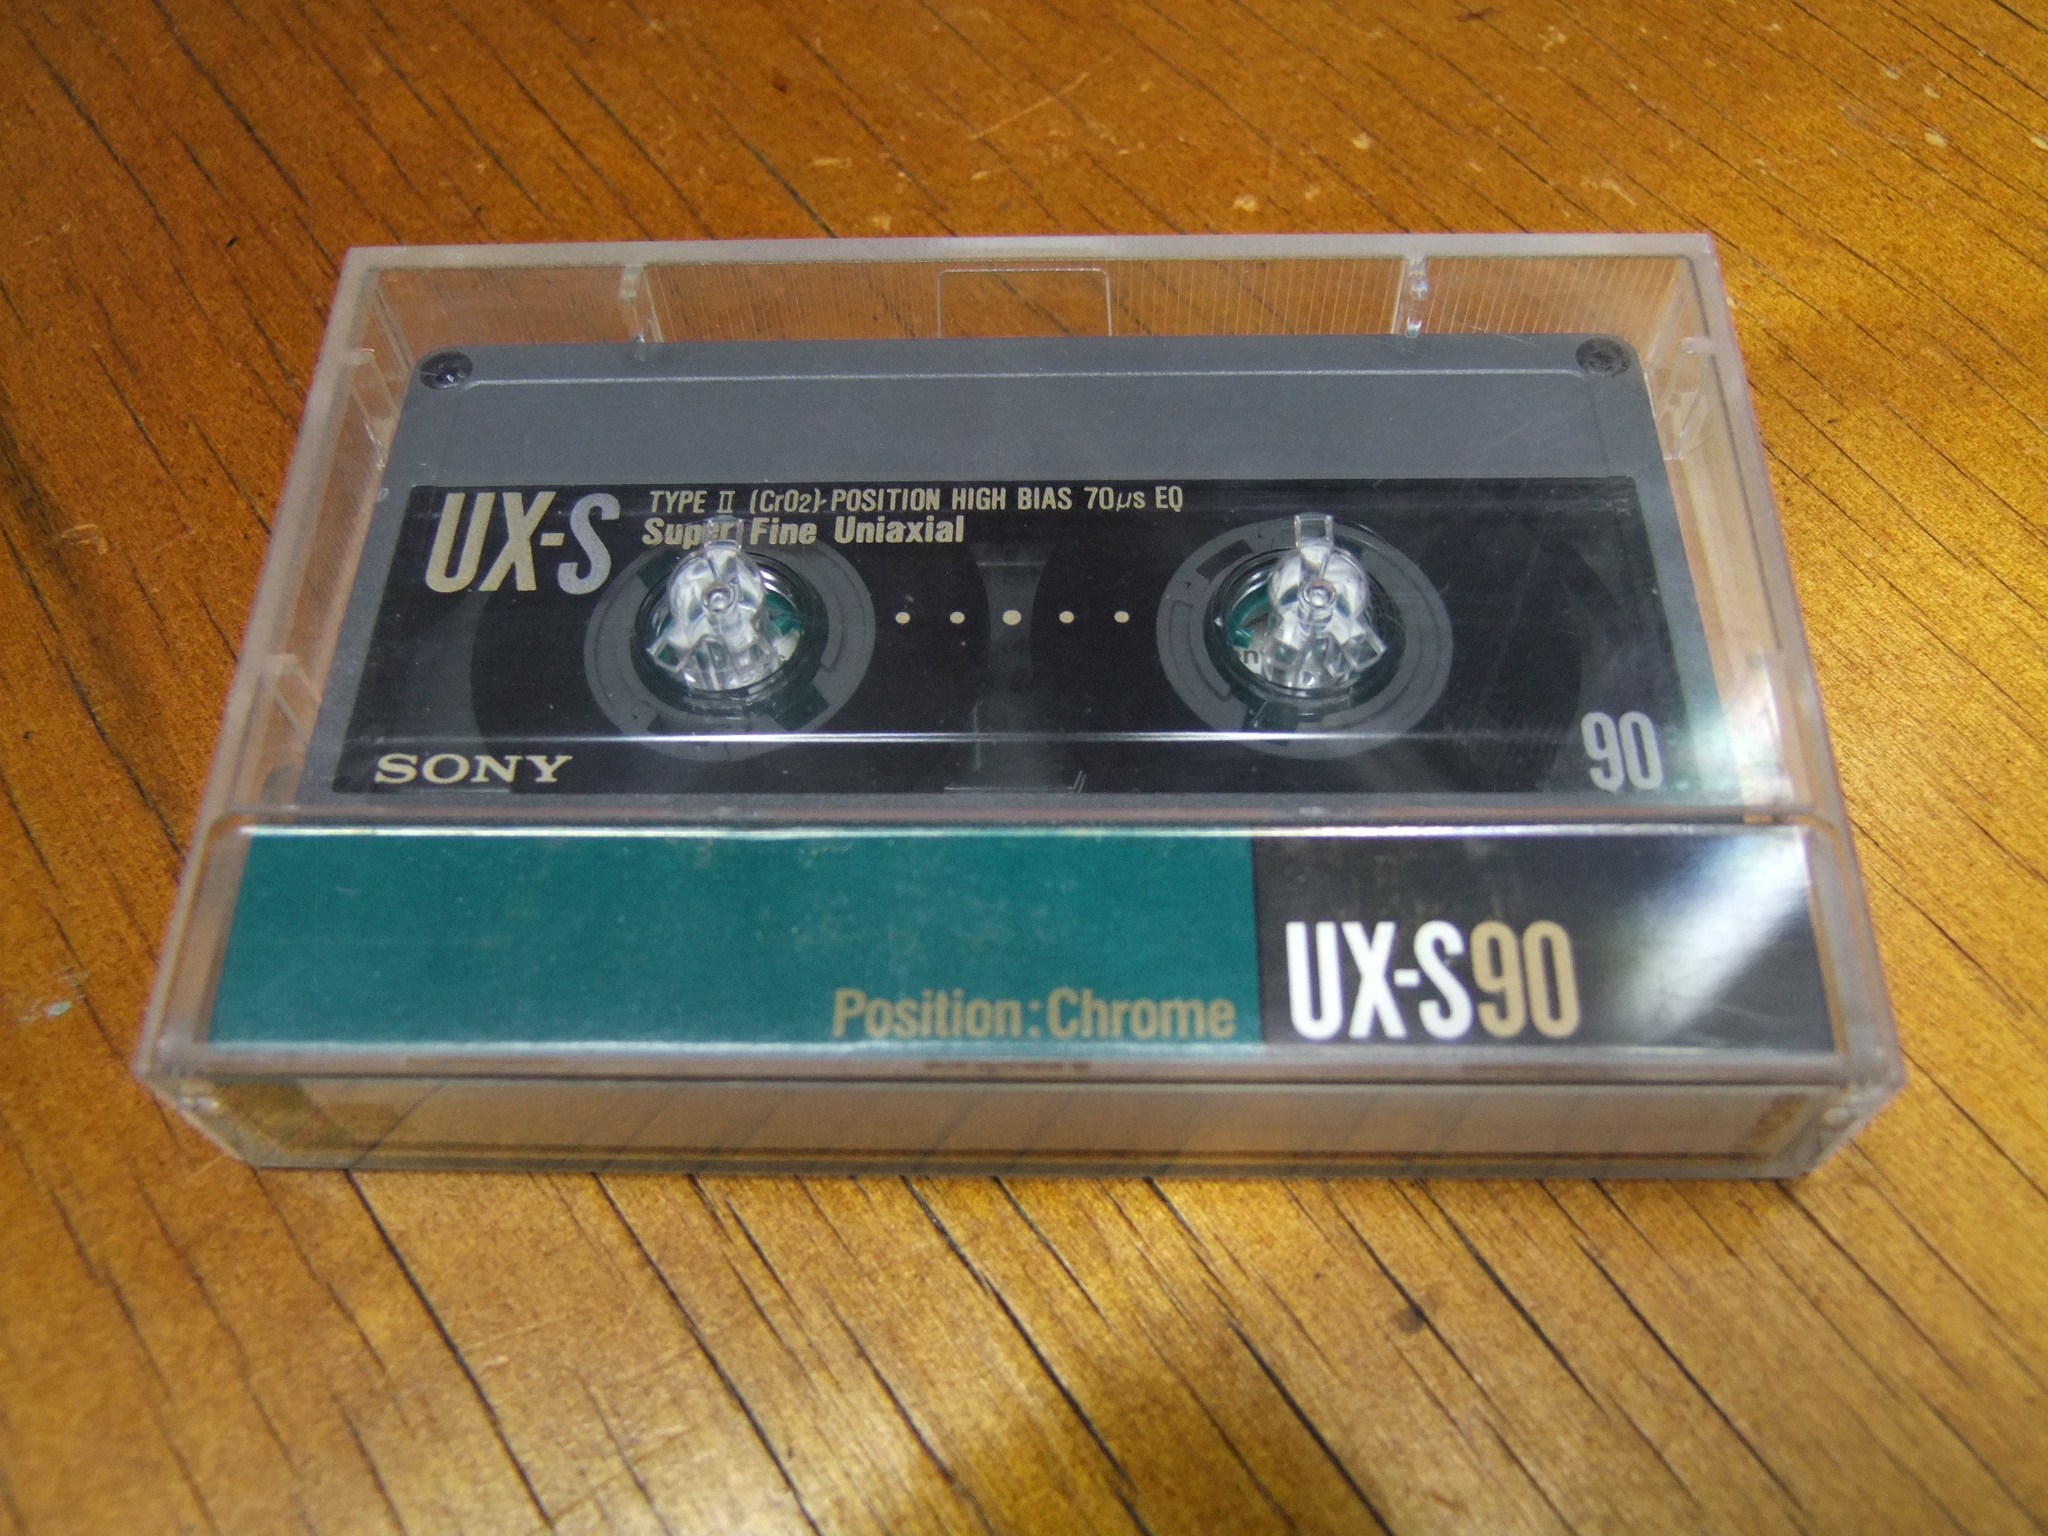 UX-S
TYPE Ⅱ (CrO₂) POSITION HIGH BIAS 70μs EQ
Super Fine Uniaxial
SONY
90
Position:Chrome
UX-S90